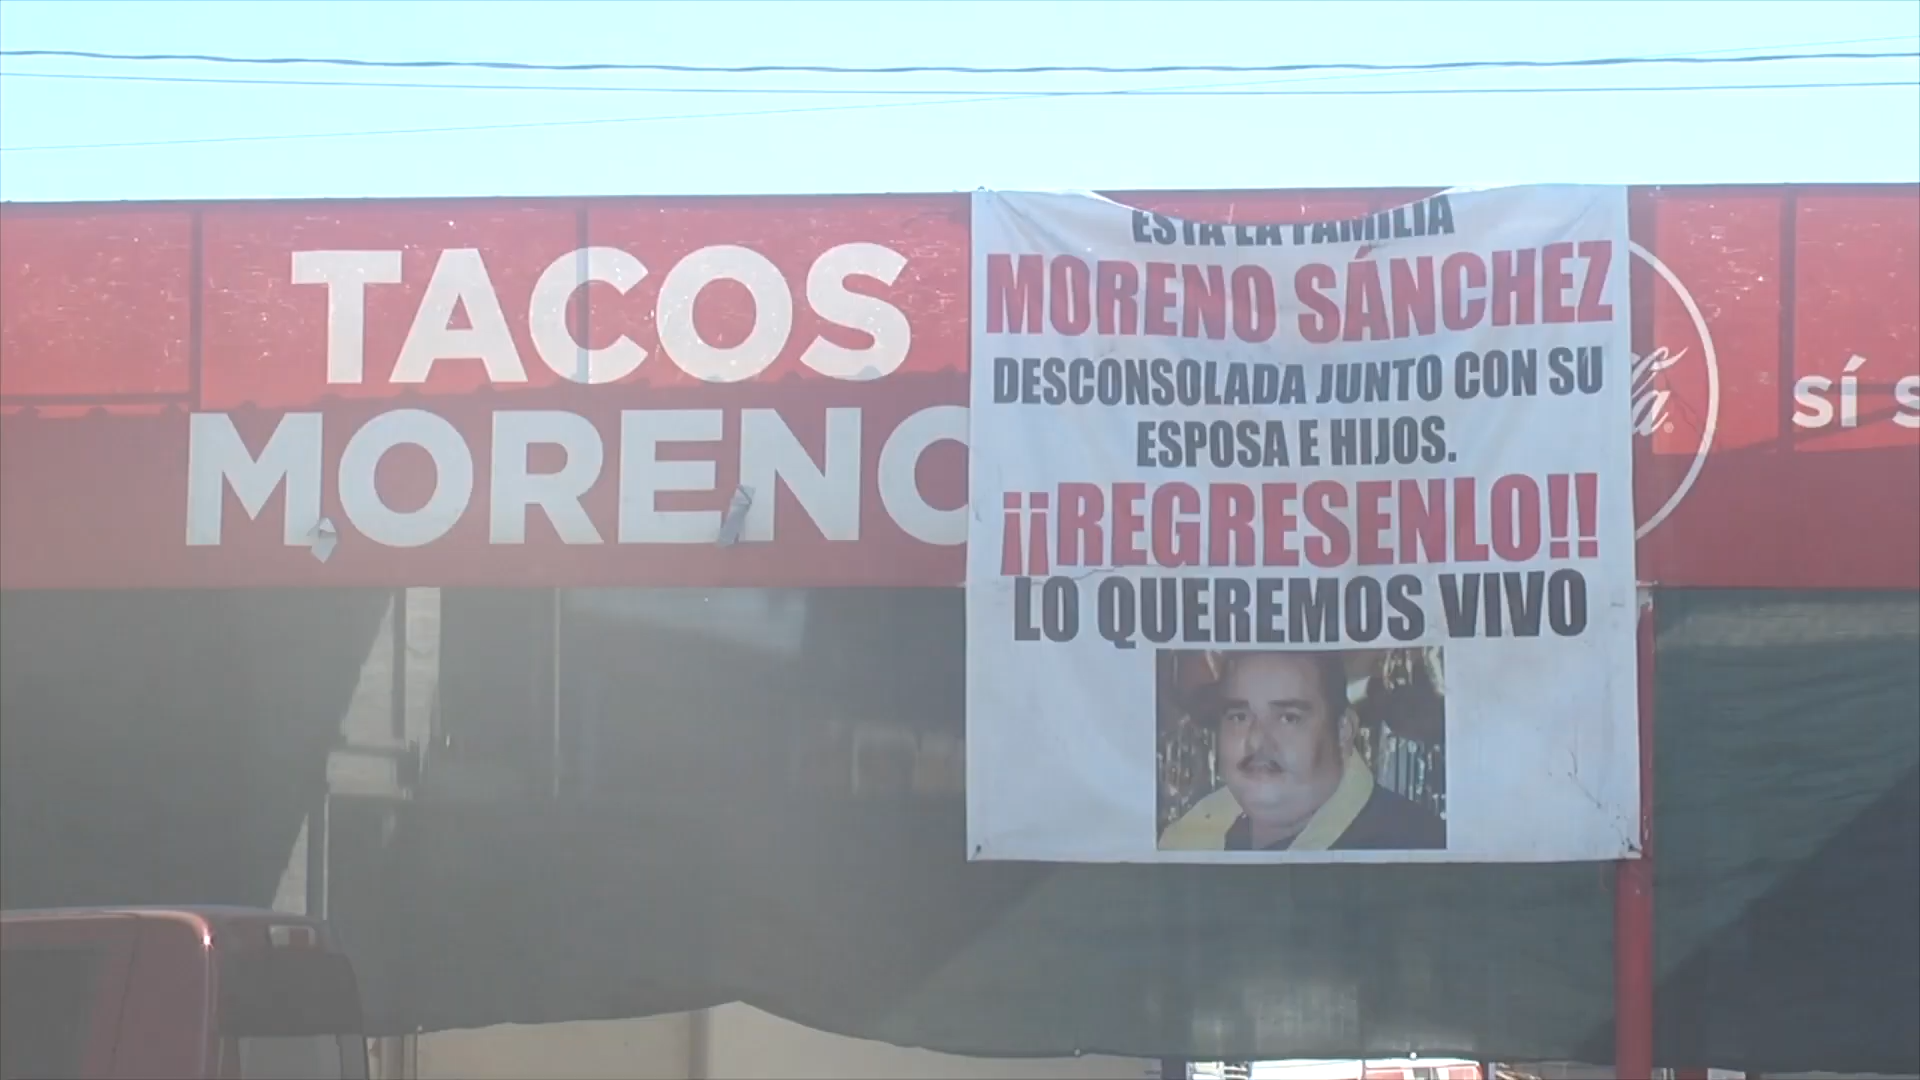 TACOS
MORENO
ESTA LA FAMILIA
MORENO SÁNCHEZ
DESCONSOLADA JUNTO CON SU
ESPOSA E HIJOS.
¡¡REGRESENLO!!
LO QUEREMOS VIVO
SÍ S